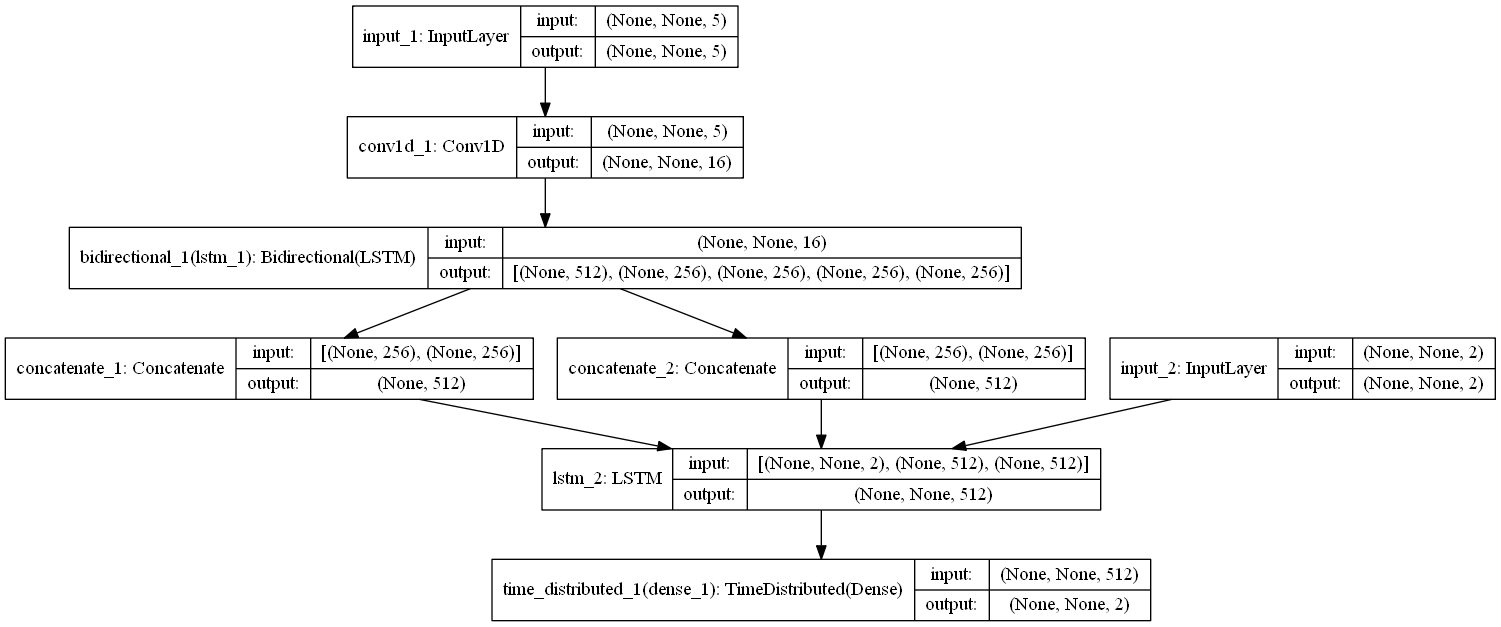 input_1: InputLayer
input: (None, None, 5)
output: (None, None, 5)
conv1d_1: Conv1D
input: (None, None, 5)
output: (None, None, 16)
bidirectional_1(lstm_1): Bidirectional(LSTM)
input: (None, None, 16)
output: [(None, 512), (None, 256), (None, 256), (None, 256), (None, 256)]
concatenate_1: Concatenate
input: [(None, 256), (None, 256)]
output: (None, 512)
concatenate_2: Concatenate
input: [(None, 256), (None, 256)]
output: (None, 512)
input_2: InputLayer
input: (None, None, 2)
output: (None, None, 2)
lstm_2: LSTM
input: [(None, None, 2), (None, 512), (None, 512)]
output: (None, None, 512)
time_distributed_1(dense_1): TimeDistributed(Dense)
input: (None, None, 512)
output: (None, None, 2)